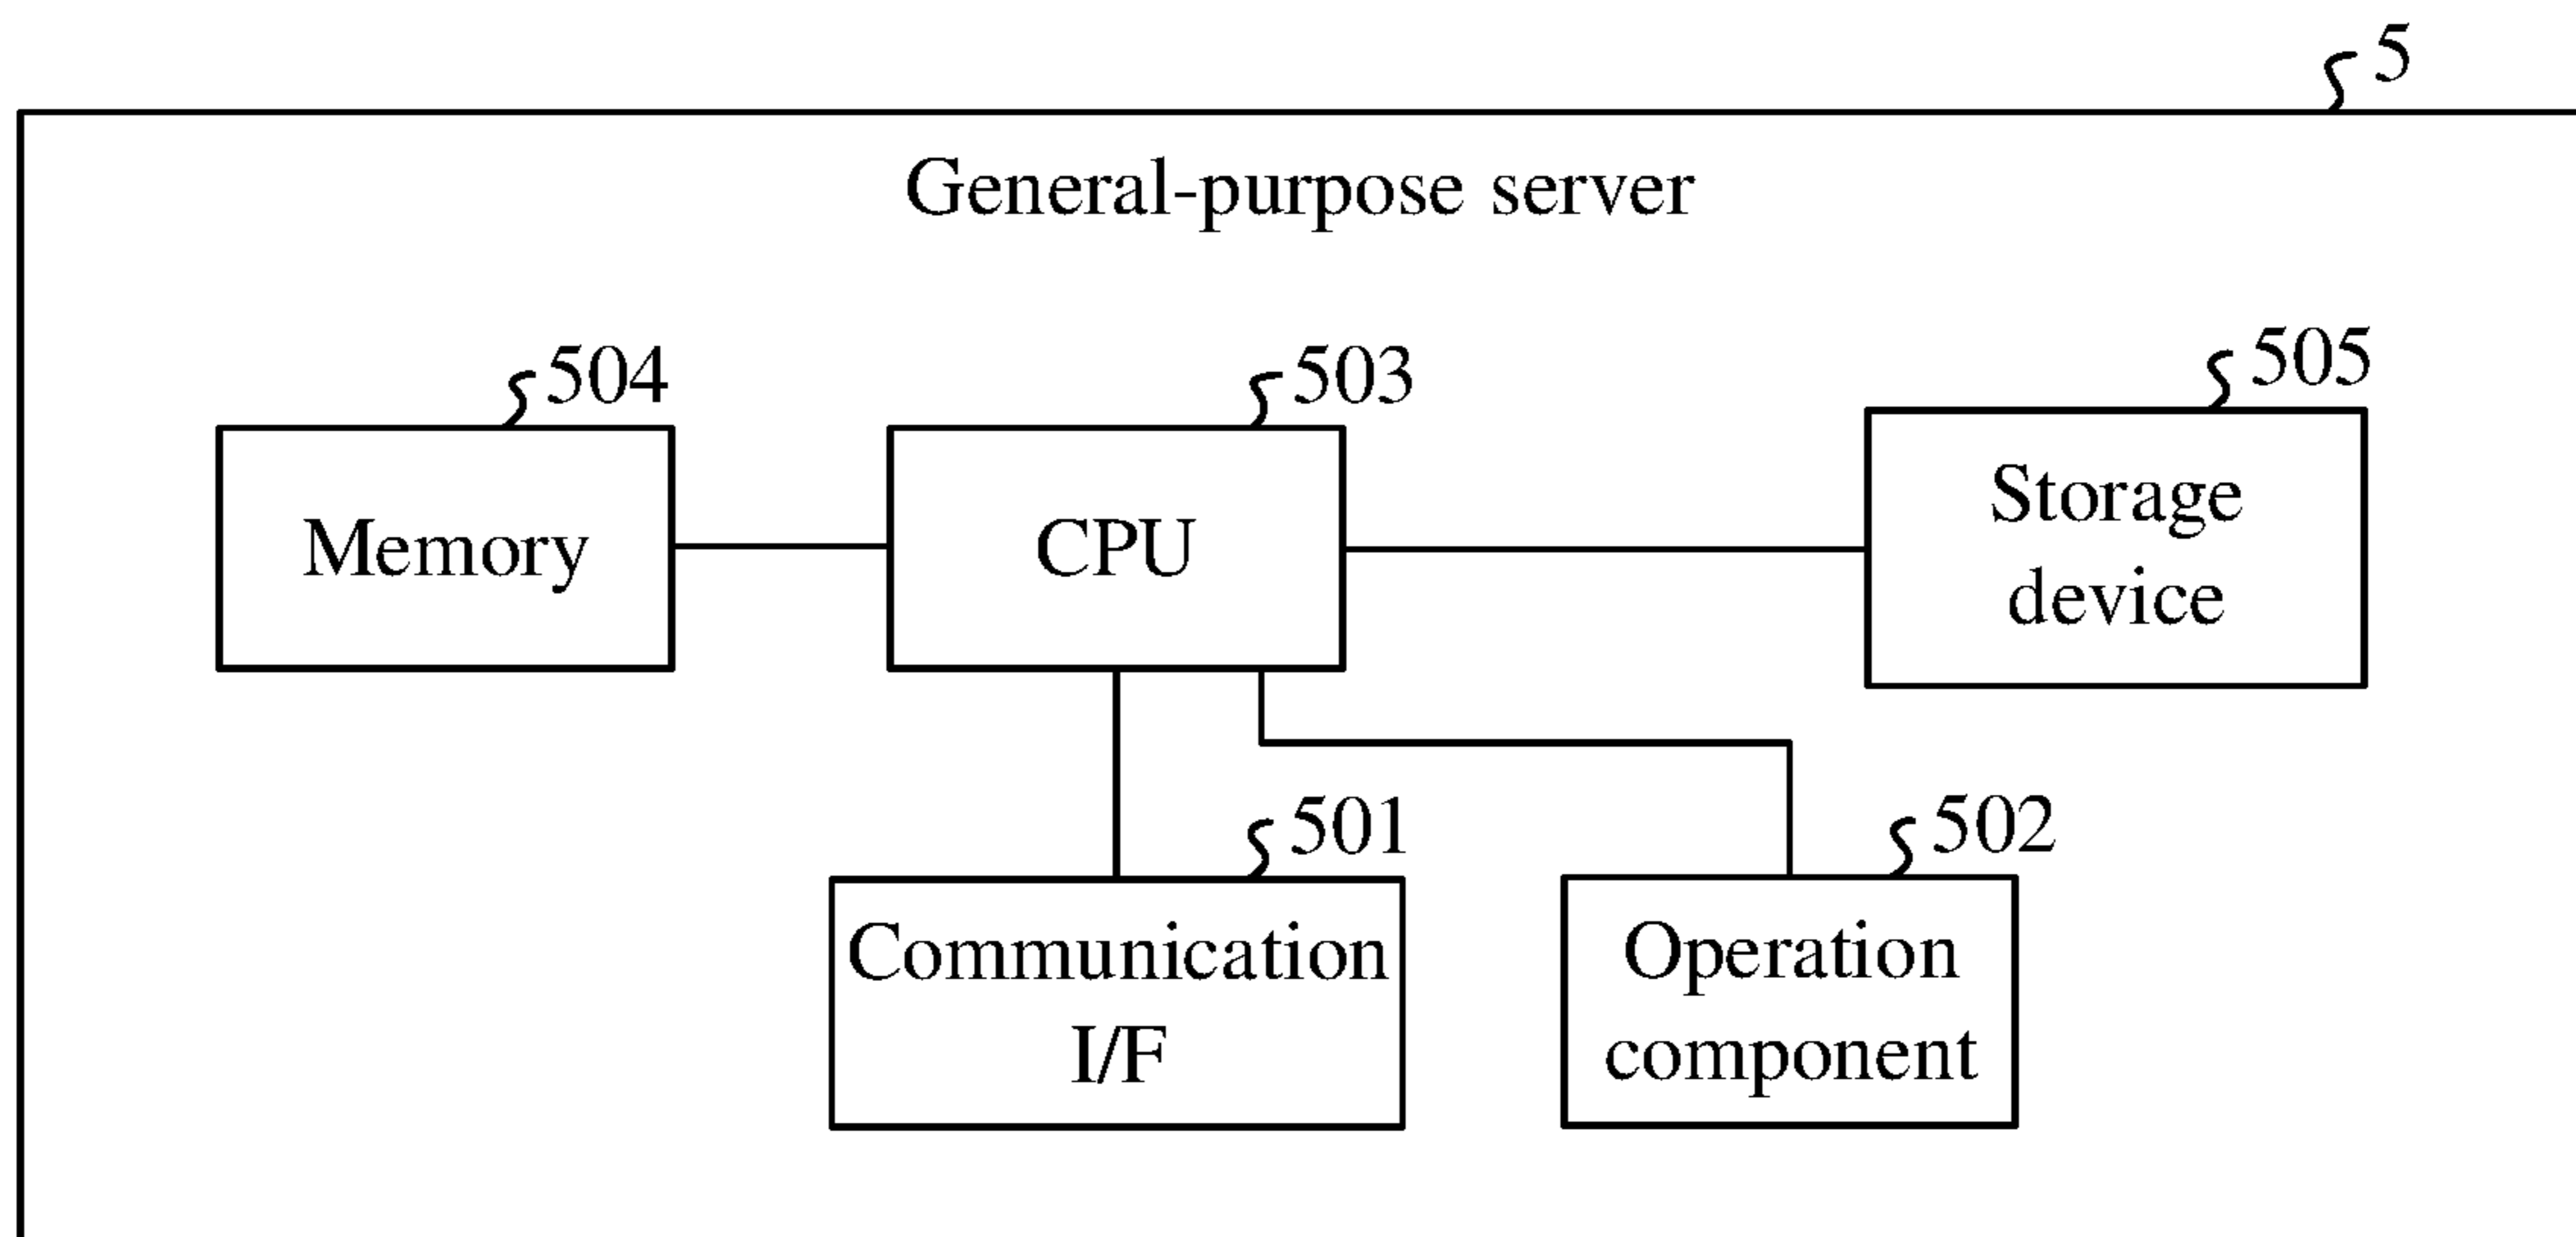 5
General-purpose server
504
503
505
Memory
CPU
Storage
device
501
502
Communication
I/F
Operation
component